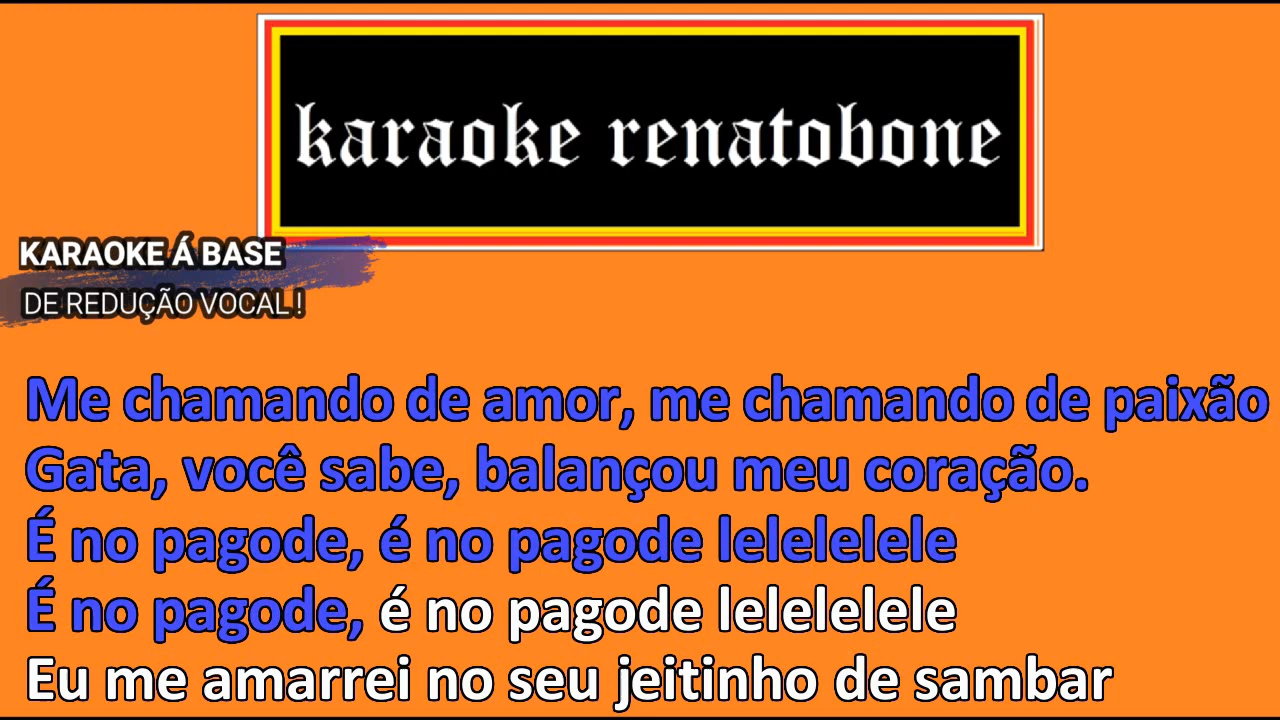 karaoke renatobone
KARAOKE Á BASE
DE REDUÇÃO VOCAL !
Me chamando de amor, me chamando de paixão
Gata, você sabe, balançou meu coração.
É no pagode, é no pagode lelelelele
É no pagode, é no pagode lelelelele
Eu me amarrei no seu jeitinho de sambar